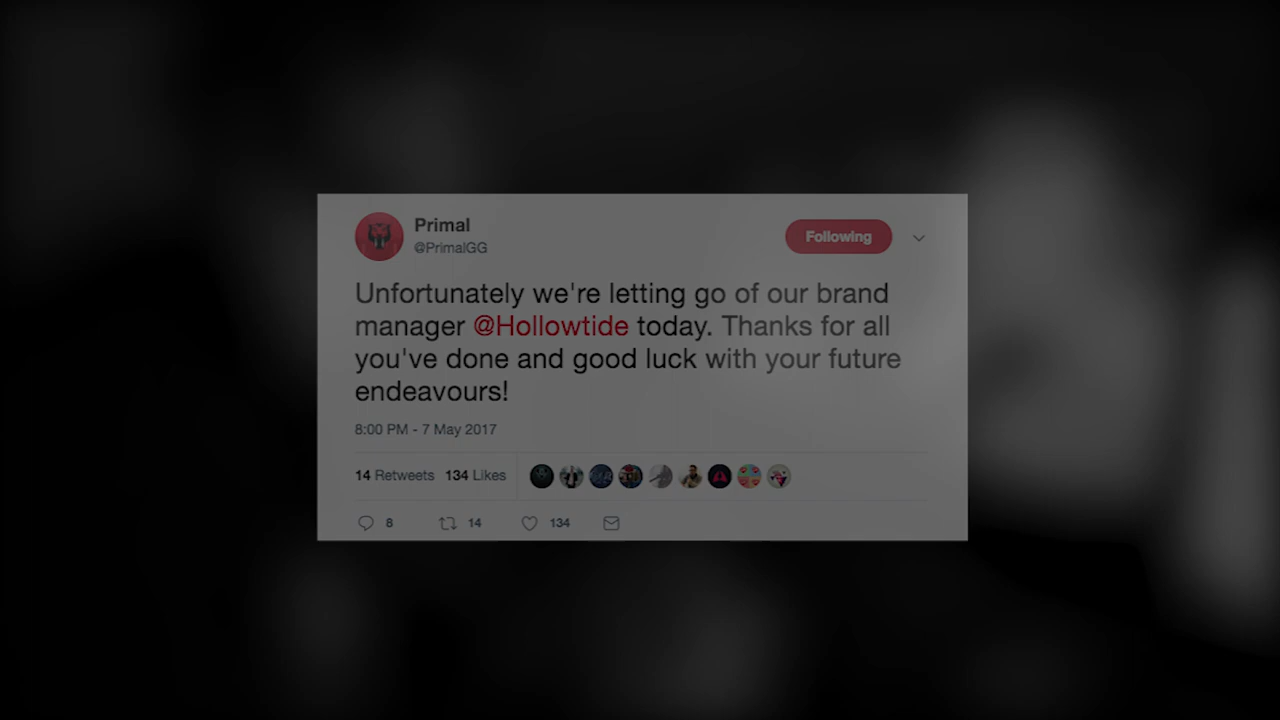 Primal
@PrimalGG
Following
Unfortunately we're letting go of our brand
manager @Hollowtide today. Thanks for all
you've done and good luck with your future
endeavours!
8:00 PM - 7 May 2017
14 Retweets 134 Likes
8 14 134